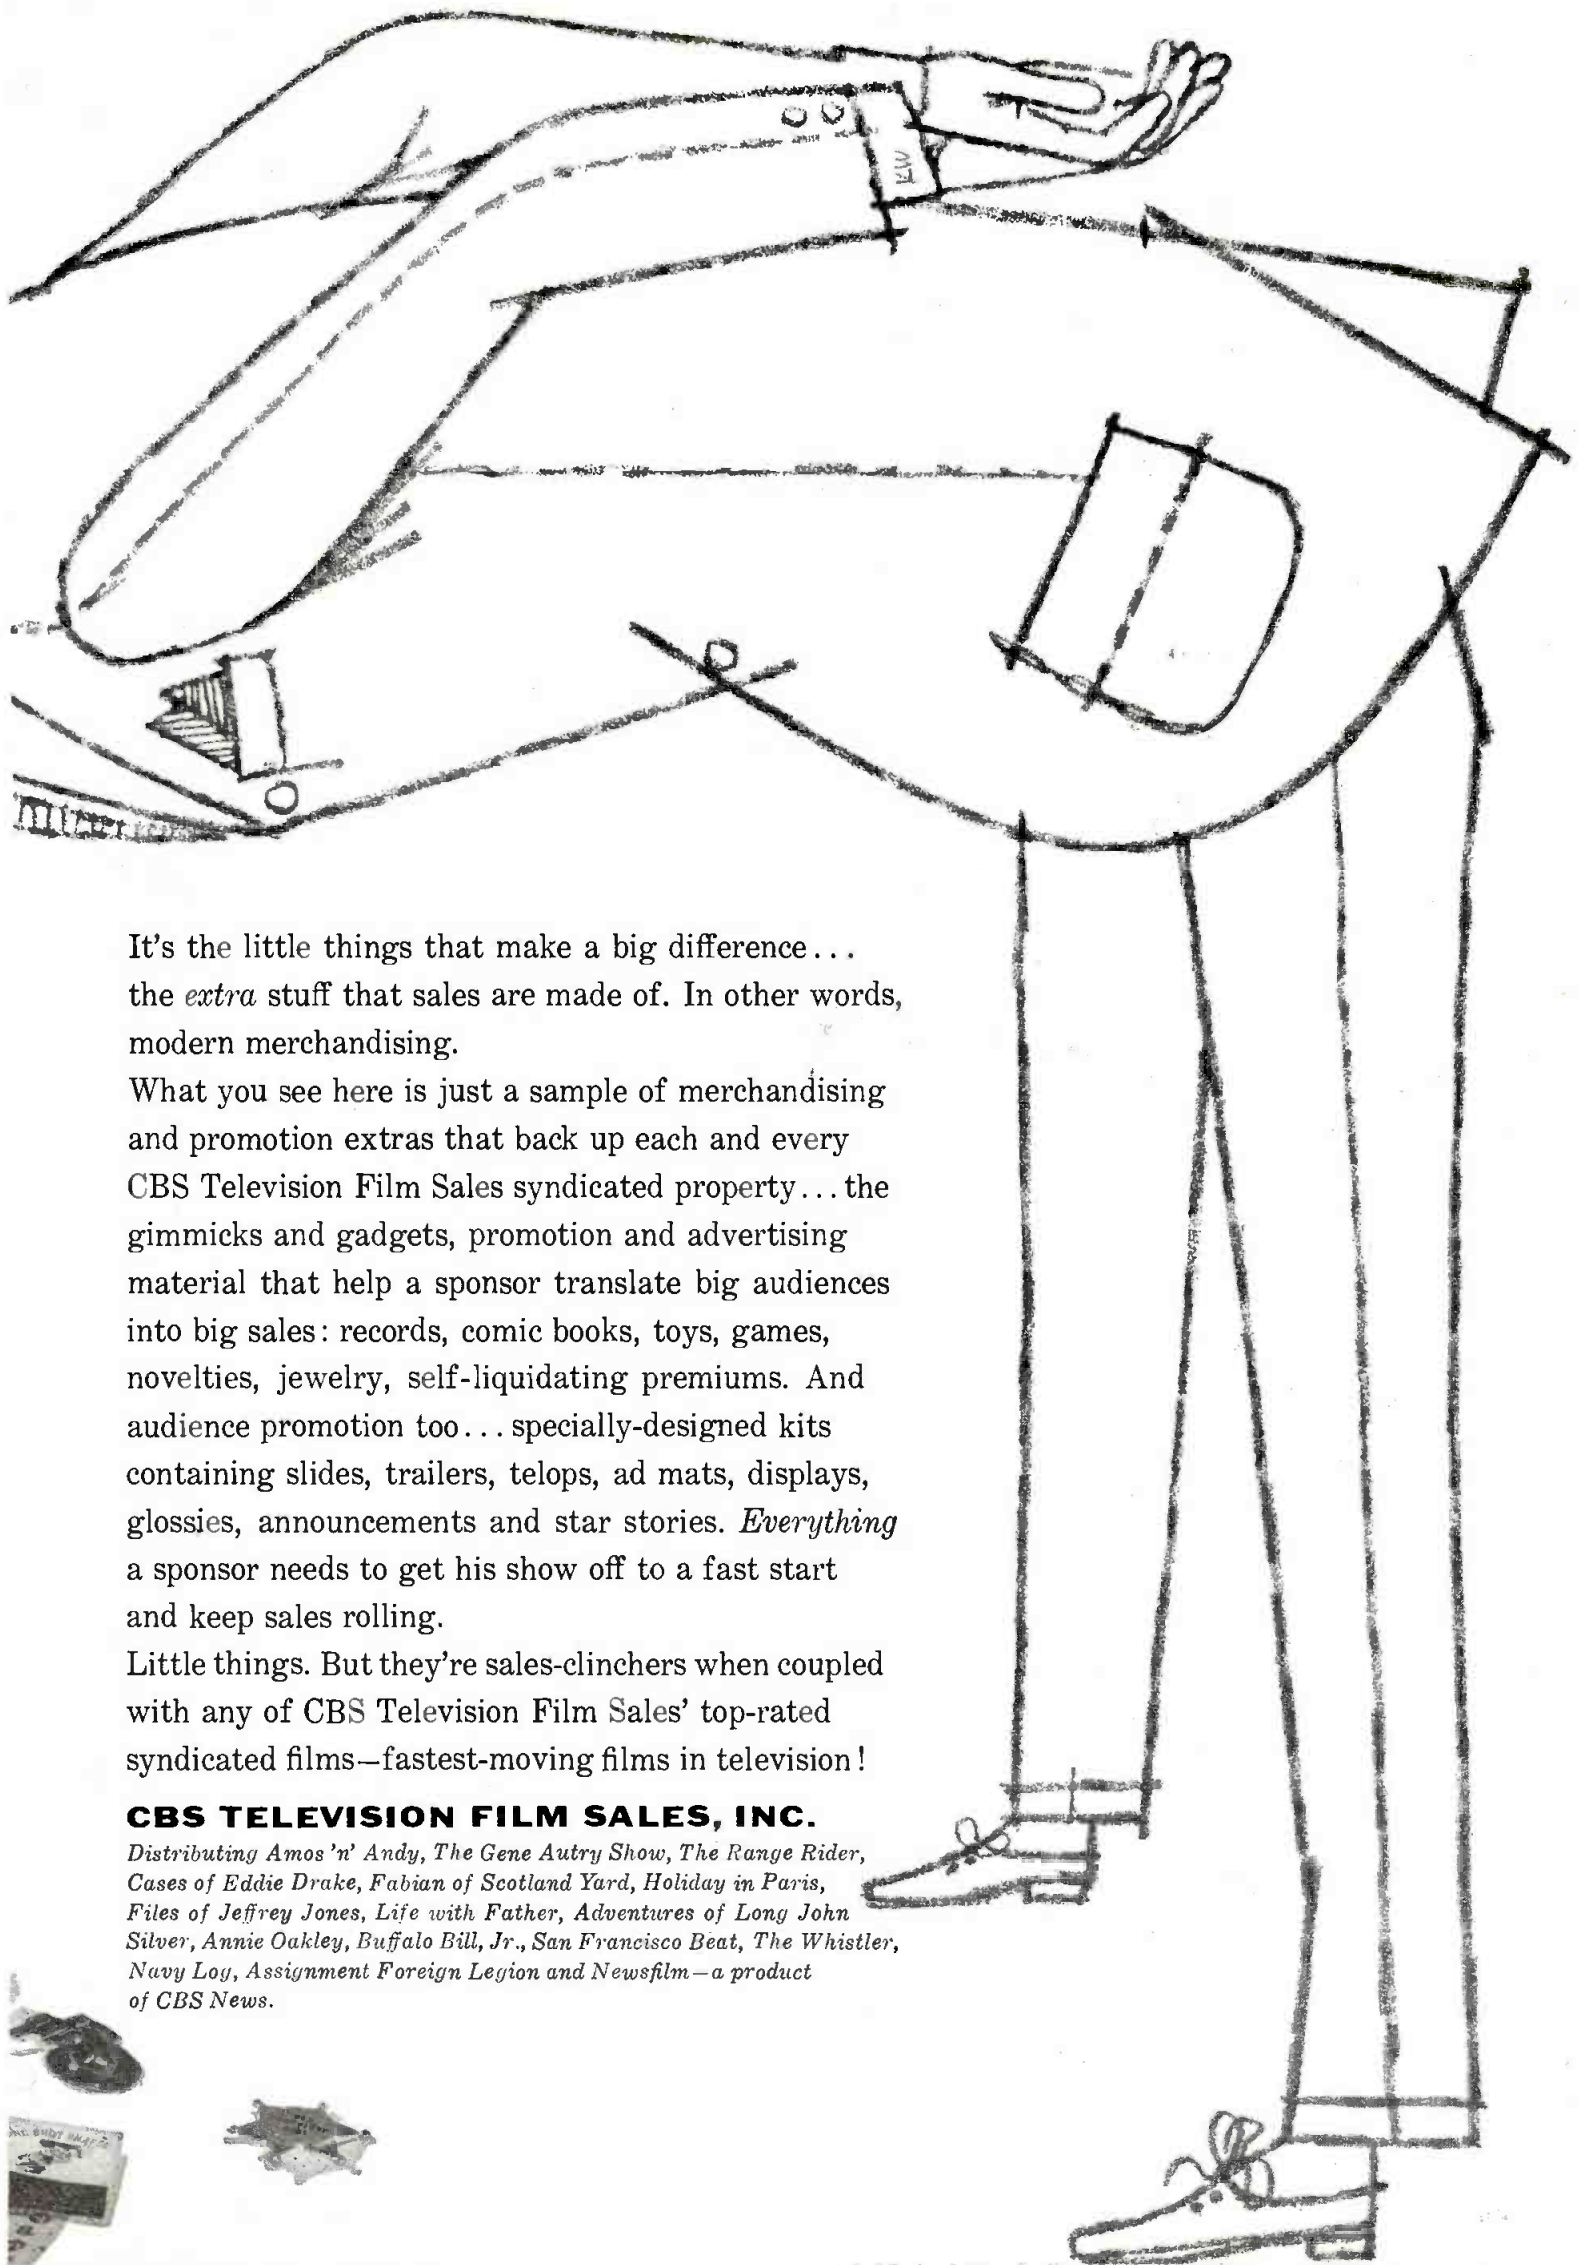 KW
It's the little things that make a big difference...
the extra stuff that sales are made of. In other words,
modern merchandising.
What you see here is just a sample of merchandising
and promotion extras that back up each and every
CBS Television Film Sales syndicated property...the
gimmicks and gadgets, promotion and advertising
material that help a sponsor translate big audiences
into big sales: records, comic books, toys, games,
novelties, jewelry, self-liquidating premiums. And
audience promotion too... specially-designed kits
containing slides, trailers, telops, ad mats, displays,
glossies, announcements and star stories. Everything
a sponsor needs to get his show off to a fast start
and keep sales rolling.
Little things. But they're sales-clinchers when coupled
with any of CBS Television Film Sales' top-rated
syndicated films—fastest-moving films in television!
CBS TELEVISION FILM SALES, INC.
Distributing Amos 'n' Andy, The Gene Autry Show, The Range Rider,
Cases of Eddie Drake, Fabian of Scotland Yard, Holiday in Paris,
Files of Jeffrey Jones, Life with Father, Adventures of Long John
Silver, Annie Oakley, Buffalo Bill, Jr., San Francisco Beat, The Whistler,
Navy Log, Assignment Foreign Legion and Newsfilm—a product
of CBS News.